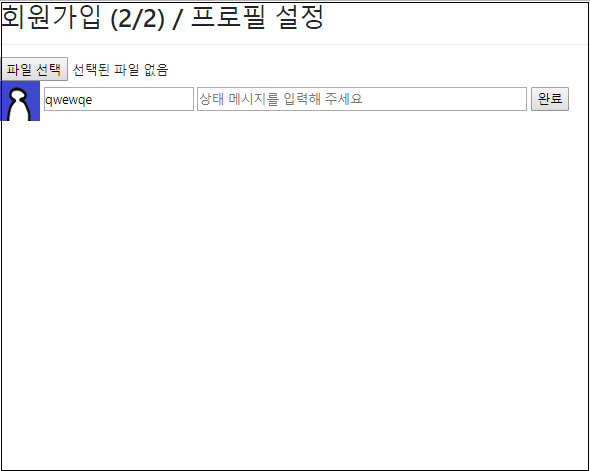 회원가입 (2/2) / 프로필 설정
파일 선택 선택된 파일 없음
qwewqe 상태 메시지를 입력해 주세요 완료